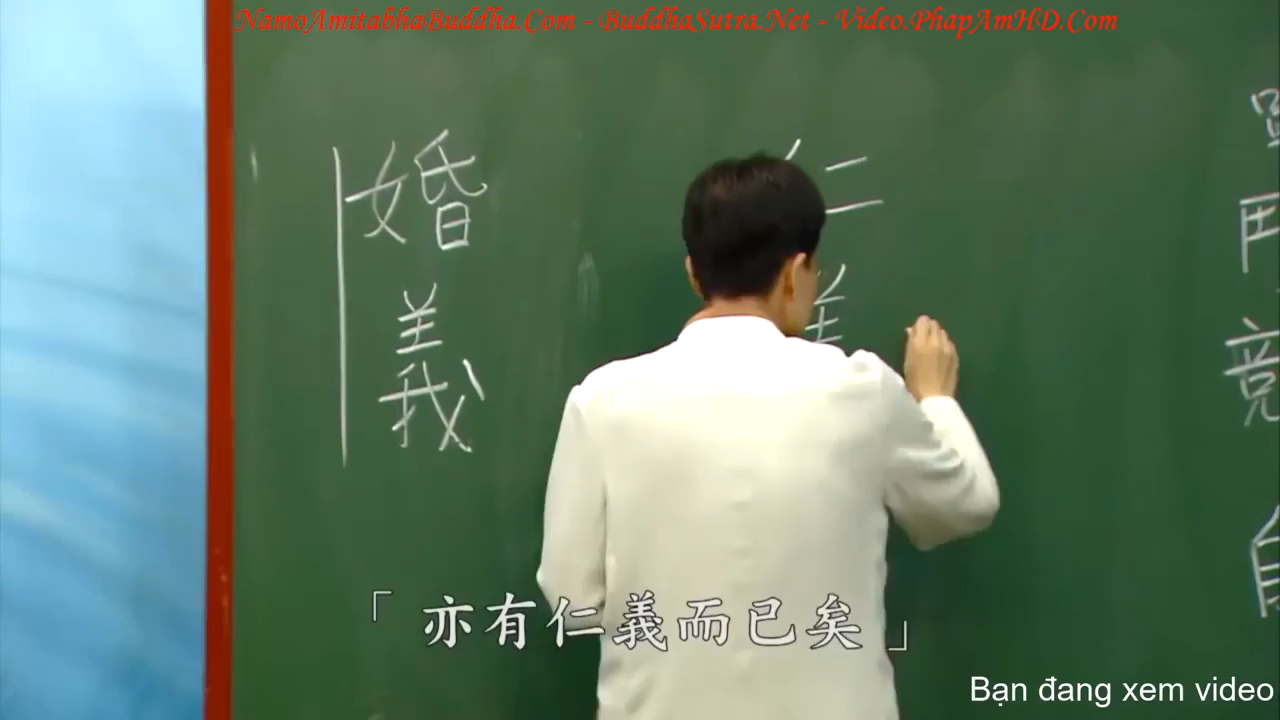 NamoAmitabhaBuddha.Com - BuddhaSutra.Net - Video.PhapAmHD.Com
仁
婚義
「亦有仁義而已矣」
Bạn đang xem video